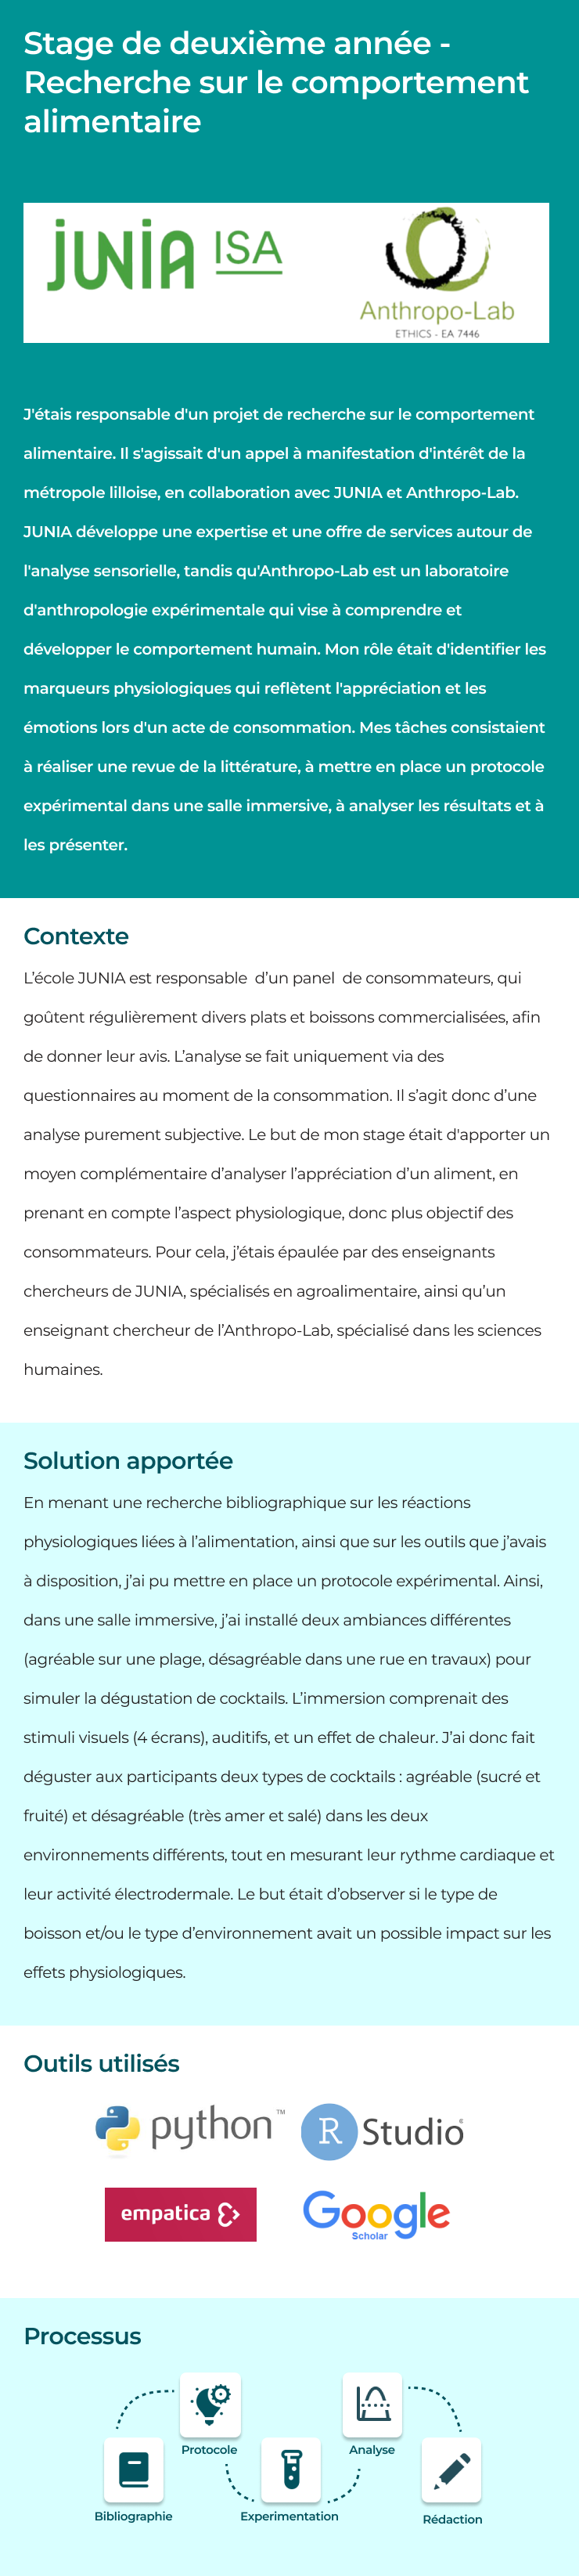 Stage de deuxième année -
Recherche sur le comportement
alimentaire
JUNIA ISA
Anthropo-Lab
ETHICS - EA 7446
J'étais responsable d'un projet de recherche sur le comportement
alimentaire. Il s'agissait d'un appel à manifestation d'intérêt de la
métropole lilloise, en collaboration avec JUNIA et Anthropo-Lab.
JUNIA développe une expertise et une offre de services autour de
l'analyse sensorielle, tandis qu'Anthropo-Lab est un laboratoire
d'anthropologie expérimentale qui vise à comprendre et
développer le comportement humain. Mon rôle était d'identifier les
marqueurs physiologiques qui reflètent l'appréciation et les
émotions lors d'un acte de consommation. Mes tâches consistaient
à réaliser une revue de la littérature, à mettre en place un protocole
expérimental dans une salle immersive, à analyser les résultats et à
les présenter.
Contexte
L’école JUNIA est responsable d’un panel de consommateurs, qui
goûtent régulièrement divers plats et boissons commercialisées, afin
de donner leur avis. L’analyse se fait uniquement via des
questionnaires au moment de la consommation. Il s’agit donc d’une
analyse purement subjective. Le but de mon stage était d'apporter un
moyen complémentaire d’analyser l’appréciation d’un aliment, en
prenant en compte l’aspect physiologique, donc plus objectif des
consommateurs. Pour cela, j’étais épaulée par des enseignants
chercheurs de JUNIA, spécialisés en agroalimentaire, ainsi qu’un
enseignant chercheur de l’Anthropo-Lab, spécialisé dans les sciences
humaines.
Solution apportée
En menant une recherche bibliographique sur les réactions
physiologiques liées à l’alimentation, ainsi que sur les outils que j’avais
à disposition, j’ai pu mettre en place un protocole expérimental. Ainsi,
dans une salle immersive, j’ai installé deux ambiances différentes
(agréable sur une plage, désagréable dans une rue en travaux) pour
simuler la dégustation de cocktails. L’immersion comprenait des
stimuli visuels (4 écrans), auditifs, et un effet de chaleur. J’ai donc fait
déguster aux participants deux types de cocktails : agréable (sucré et
fruité) et désagréable (très amer et salé) dans les deux
environnements différents, tout en mesurant leur rythme cardiaque et
leur activité électrodermale. Le but était d’observer si le type de
boisson et/ou le type d’environnement avait un possible impact sur les
effets physiologiques.
Outils utilisés
python TM
R Studio ®
empatica
Google
Scholar
Processus
Protocole
Analyse
Bibliographie
Experimentation
Rédaction